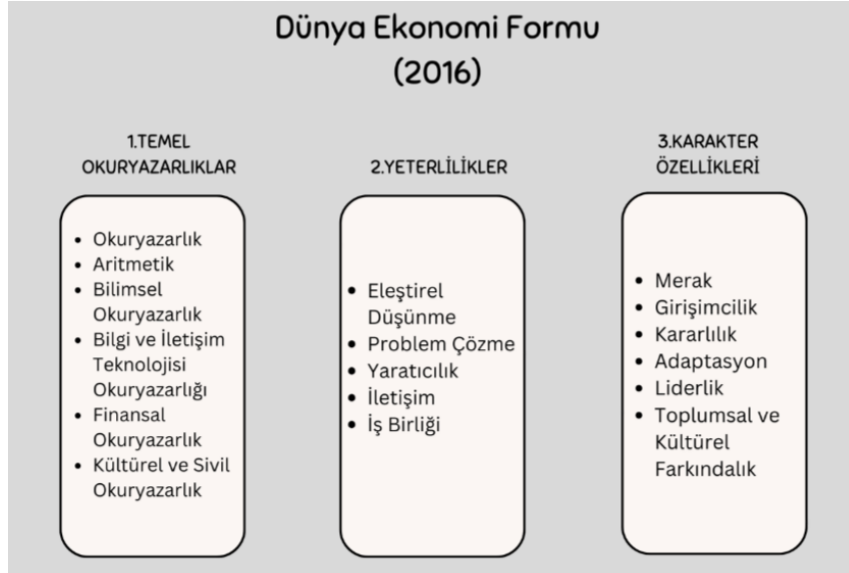 Dünya Ekonomi Formu
(2016)
1.TEMEL
OKURYAZARLIKLAR
• Okuryazarlık
• Aritmetik
• Bilimsel
Okuryazarlık
• Bilgi ve İletişim
Teknolojisi
Okuryazarlığı
• Finansal
Okuryazarlık
• Kültürel ve Sivil
Okuryazarlık
2.YETERLİLİKLER
• Eleştirel
Düşünme
• Problem Çözme
• Yaratıcılık
• İletişim
• İş Birliği
3.KARAKTER
ÖZELLİKLERİ
• Merak
• Girişimcilik
• Kararlılık
• Adaptasyon
• Liderlik
• Toplumsal ve
Kültürel
Farkındalık